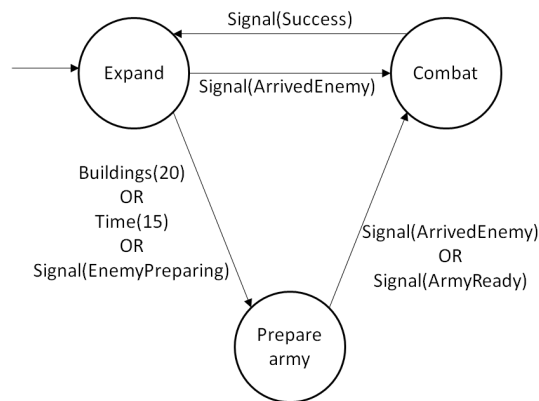 Signal(Success)
Expand
Combat
Signal(ArrivedEnemy)
Buildings(20)
OR
Time(15)
OR
Signal(EnemyPreparing)
Signal(ArrivedEnemy)
OR
Signal(ArmyReady)
Prepare
army